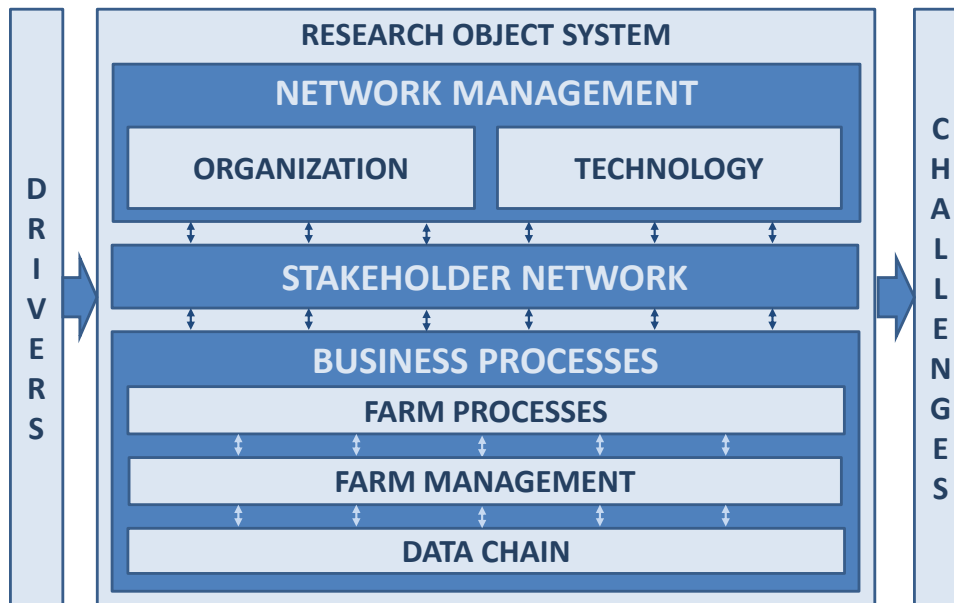 DRIVERS
RESEARCH OBJECT SYSTEM
NETWORK MANAGEMENT
ORGANIZATION
TECHNOLOGY
STAKEHOLDER NETWORK
BUSINESS PROCESSES
FARM PROCESSES
FARM MANAGEMENT
DATA CHAIN
CHALLENGES